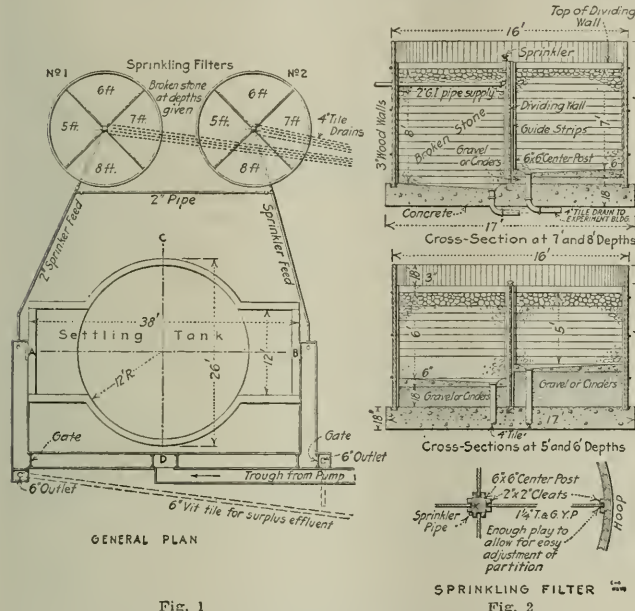 Sprinkling Filters
Nº1
Nº2
Broken stone
at depths
given
6 ft
5 ft.
7 ft
8 ft.
6 ft
5 ft.
7 ft
8 ft.
4" Tile
Drains
2" Pipe
2" Sprinkler Feed
Sprinkler Feed
C
Settling Tank
38'
A
B
12'R.
26'
12'
Gate
D
Gate
6" Outlet
Trough from Pump
6" Outlet
6" Vit tile for surplus effluent
GENERAL PLAN
Fig. 1
Top of Dividing
Wall
16'
Sprinkler
2" G.I. pipe supply
Dividing Wall
Guide Strips
6"x6" Center Post
3" Wood Walls
8'
Broken Stone
Gravel
or Cinders
7'
6"
18"
Concrete
4" TILE DRAIN TO
EXPERIMENT BLDG.
17'
Cross-Section at 7' and 8' Depths
16'
18"
3"
6'
5'
6"
18"
Gravel or Cinders
Gravel or Cinders
18"
17
4" Tile
Cross-Sections at 5' and 6' Depths
6"x6" Center Post
2"x2" Cleats
1¼" T. & G. Y. P.
Sprinkler
Pipe
Enough play to
allow for easy
adjustment of
partition
HOOP
SPRINKLING FILTER
Fig. 2